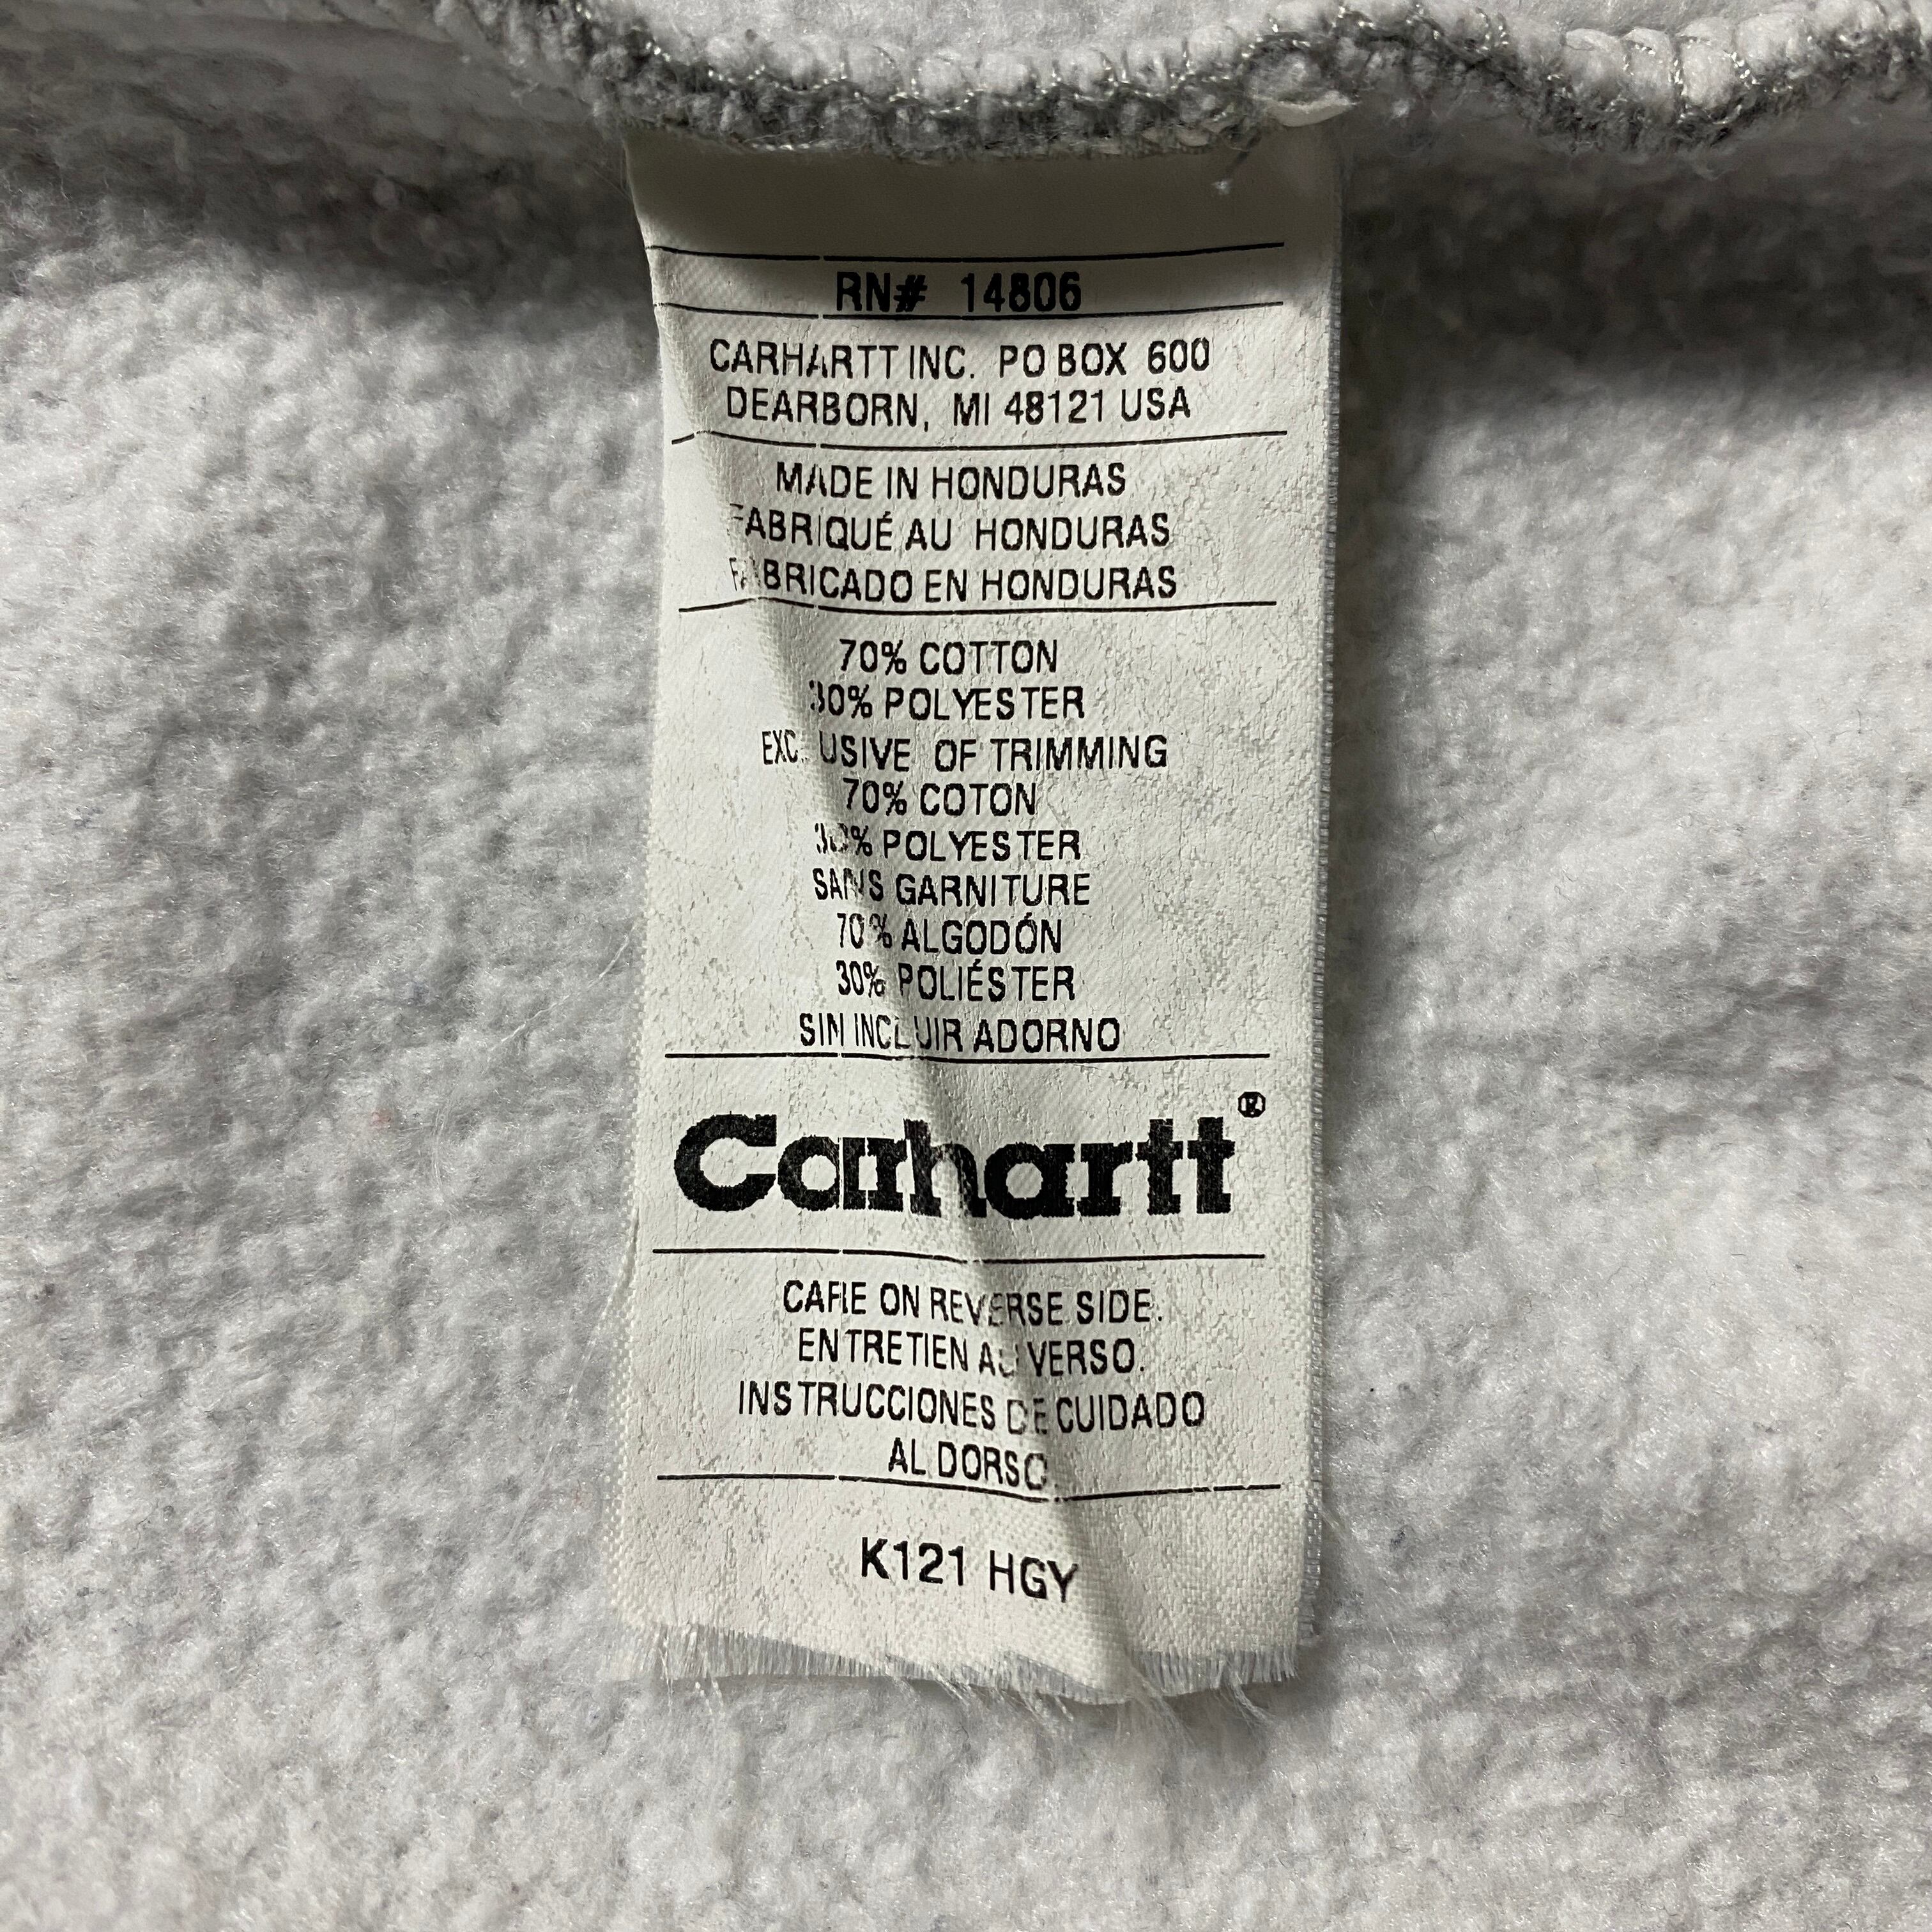 RN# 14806
CARHARTT INC. PO BOX 600
DEARBORN, MI 48121 USA
MADE IN HONDURAS
FABRIQUÉ AU HONDURAS
FABRICADO EN HONDURAS
70% COTTON
30% POLYESTER
EXCLUSIVE OF TRIMMING
70% COTON
30% POLYESTER
SANS GARNITURE
70% ALGODÓN
30% POLIÉSTER
SIN INCLUIR ADORNO
Carhartt®
CARE ON REVERSE SIDE.
ENTRETIEN AU VERSO.
INSTRUCCIONES DE CUIDADO
AL DORSO
K121 HGY